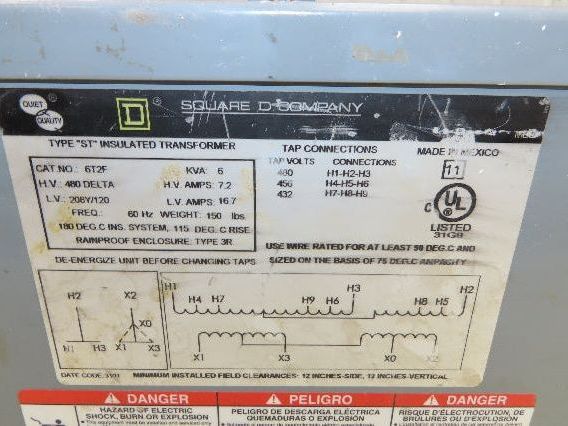 QUIET
QUALITY
D
SQUARE D COMPANY
TYPE "ST" INSULATED TRANSFORMER
CAT NO.: 6T2F KVA: 6
H.V.: 480 DELTA H.V. AMPS: 7.2
L.V.: 208Y/120 L.V. AMPS: 16.7
FREQ.: 60 Hz WEIGHT: 150 lbs.
180 DEG.C INS. SYSTEM, 115 DEG.C RISE
RAINPROOF ENCLOSURE: TYPE 3R
DE-ENERGIZE UNIT BEFORE CHANGING TAPS
TAP CONNECTIONS
TAP VOLTS CONNECTIONS
480 H1-H2-H3
456 H4-H5-H6
432 H7-H8-H9
MADE IN MEXICO
11
C UL
LISTED
31GB
USE WIRE RATED FOR AT LEAST 90 DEG.C AND
SIZED ON THE BASIS OF 75 DEG.C AMPACITY
H2 X2
X0
H1 H3 X1 X3
H1 H4 H7 H9 H6 H3 H8 H5 H2
X1 X3 X0 X2
DATE CODE: 3101 MINIMUM INSTALLED FIELD CLEARANCES: 12 INCHES-SIDE, 12 INCHES-VERTICAL
DANGER
HAZARD OF ELECTRIC
SHOCK, BURN OR EXPLOSION
PELIGRO
PELIGRO DE DESCARGA ELÉCTRICA
QUEMADURAS O EXPLOSION
DANGER
RISQUE D'ÉLECTROCUTION, DE
BRÛLURES OU D'EXPLOSION